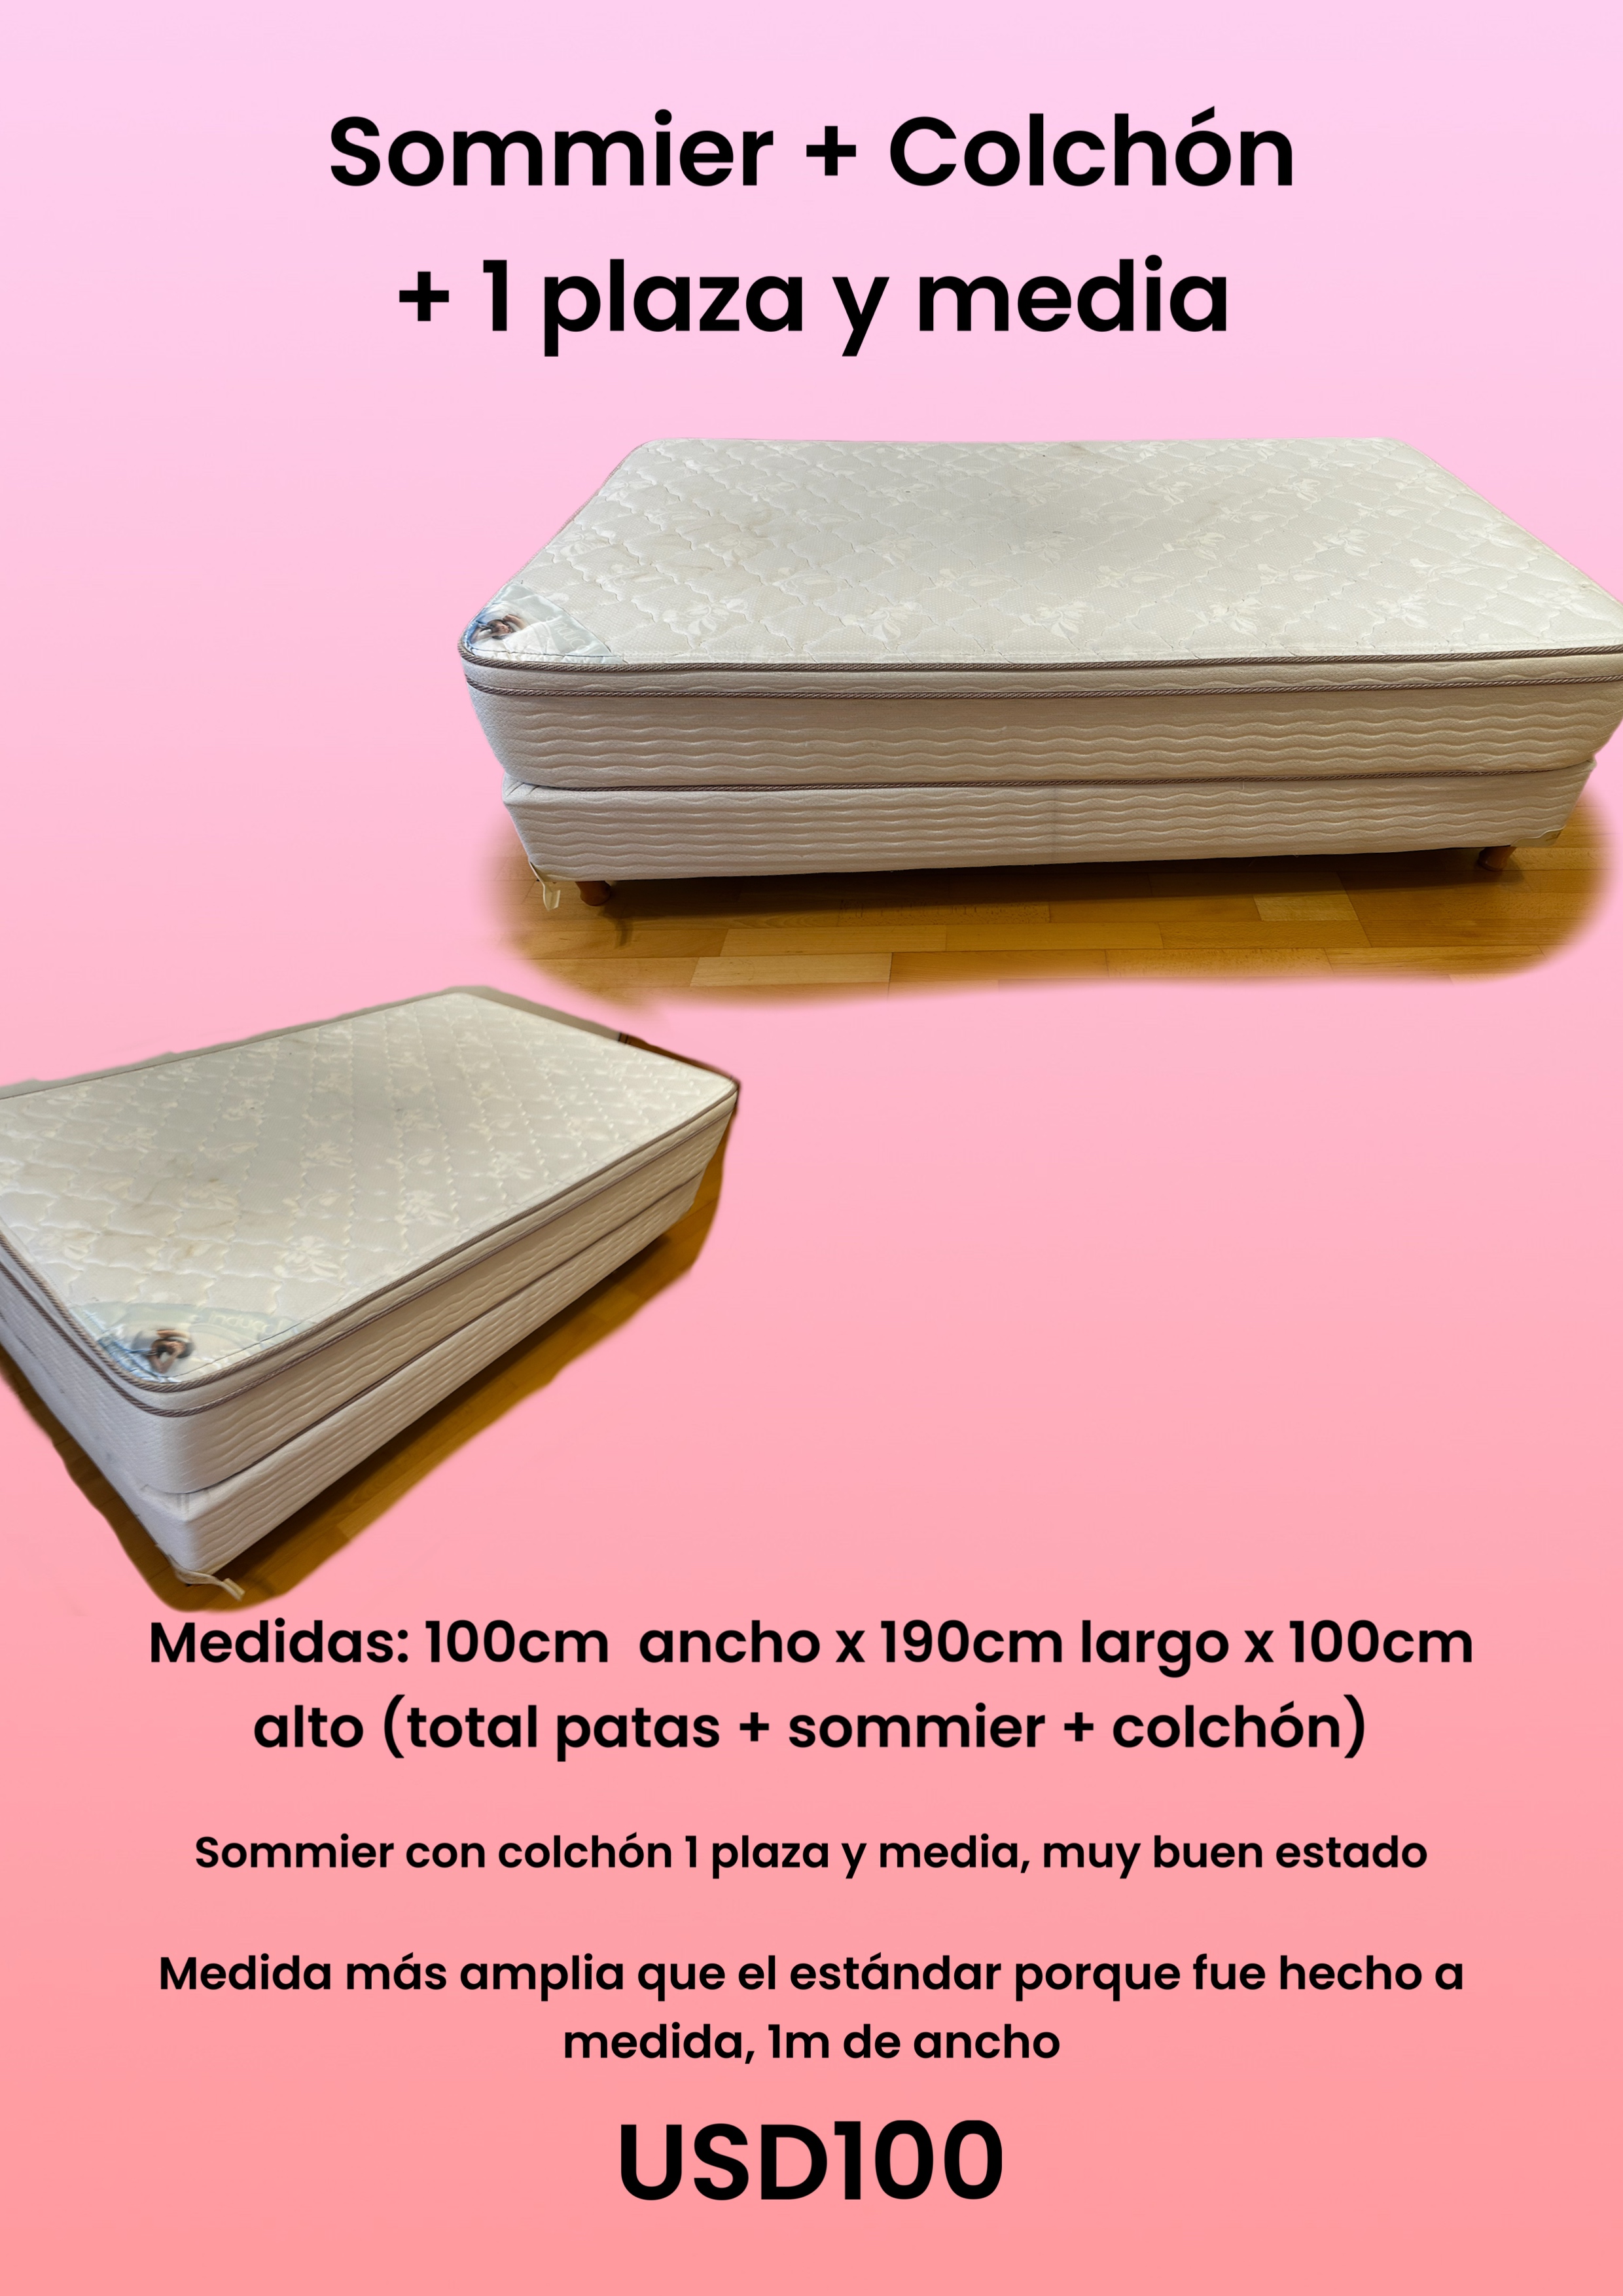 Sommier + Colchón
+ 1 plaza y media
Medidas: 100cm  ancho x 190cm largo x 100cm
alto (total patas + sommier + colchón)
Sommier con colchón 1 plaza y media, muy buen estado
Medida más amplia que el estándar porque fue hecho a
medida, 1m de ancho
USD100